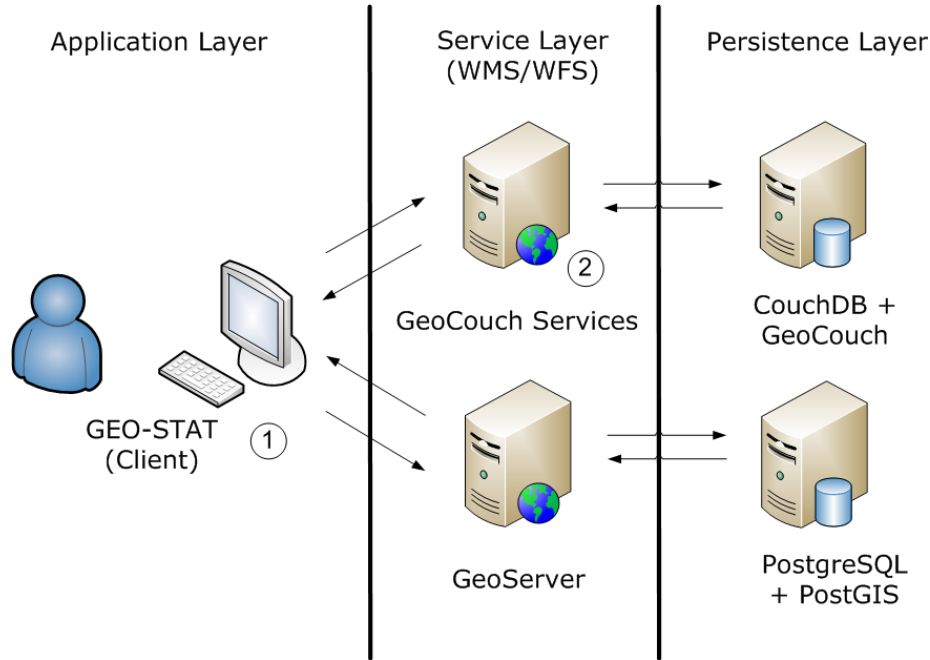 Application Layer
Service Layer
(WMS/WFS)
Persistence Layer
2
GeoCouch Services
CouchDB +
GeoCouch
GEO-STAT
(Client)
1
GeoServer
PostgreSQL
+ PostGIS